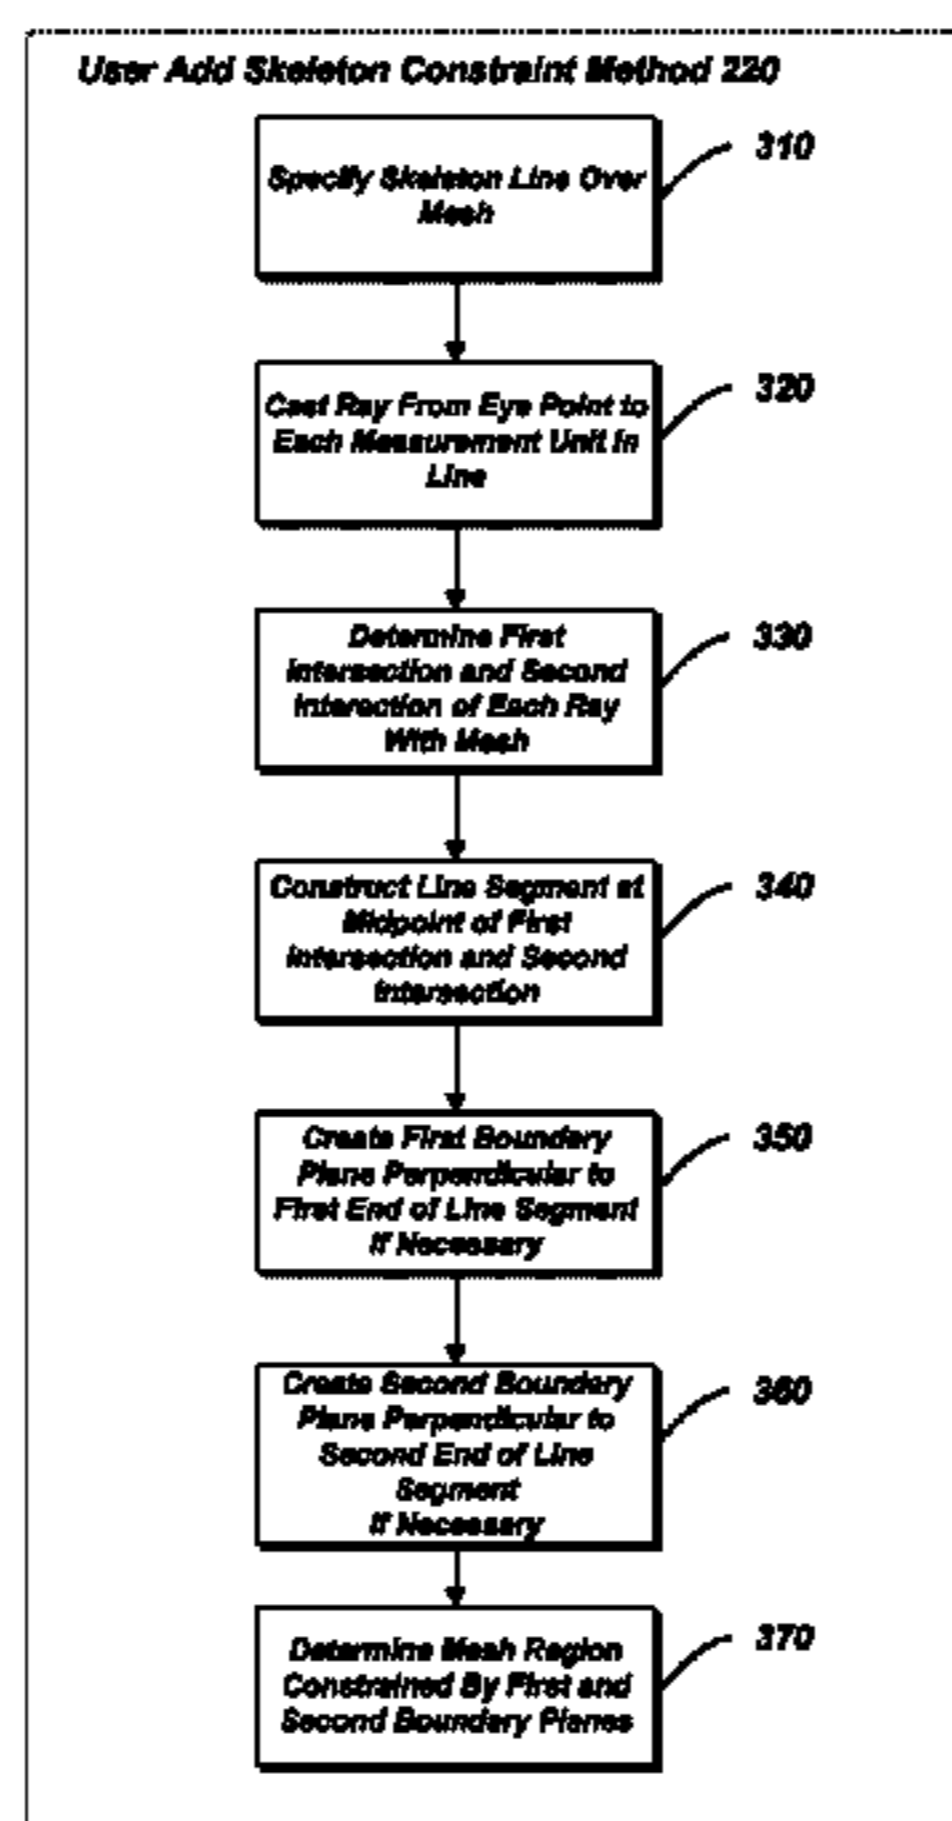 User Add Skeleton Constraint Method 220
310
Specify Skeleton Line Over
Mesh
320
Cast Ray From Eye Point to
Each Measurement Unit in
Line
330
Determine First
Intersection and Second
Interection of Each Ray
With Mesh
340
Construct Line Segment at
Midpoint of First
Intersection and Second
Intersection
350
Create First Boundary
Plane Perpendicular to
First End of Line Segment
If Necessary
360
Create Second Boundary
Plane Perpendicular to
Second End of Line
Segment
If Necessary
370
Determine Mesh Region
Constrained By First and
Second Boundary Planes